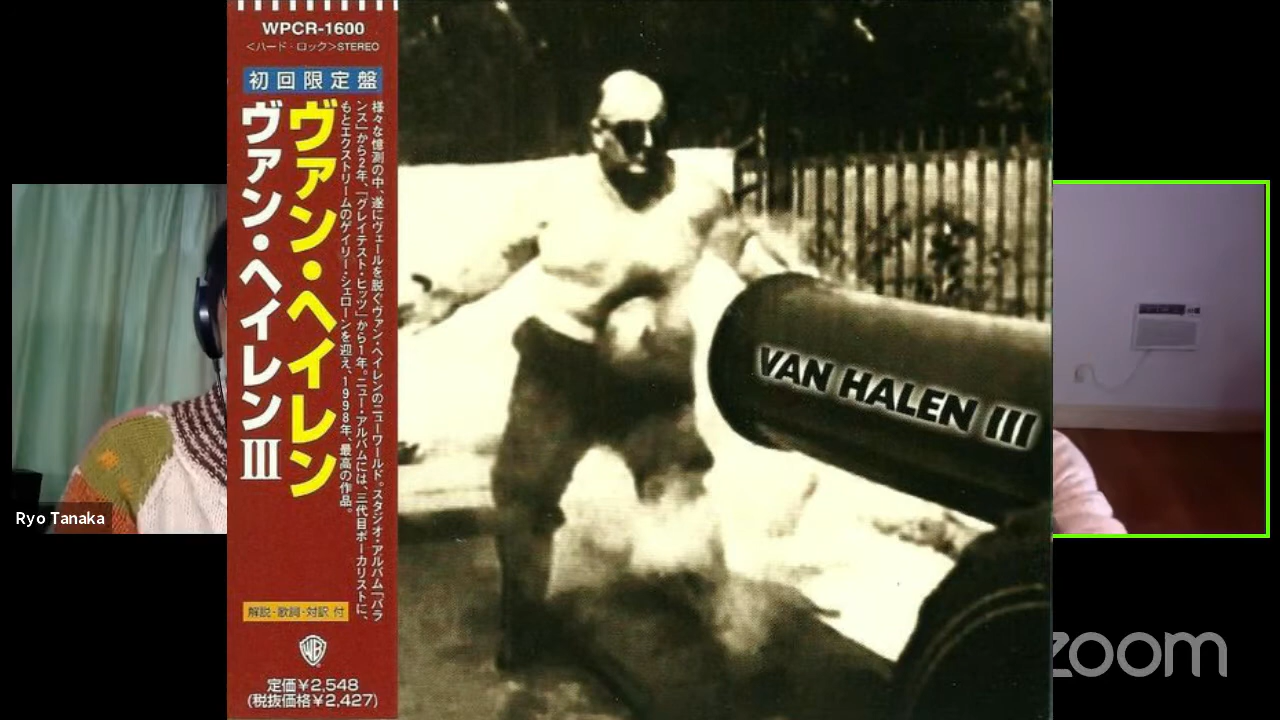 WPCR-1600
<ハード・ロック>STEREO
初回限定盤
様々な憶測の中、遂にヴェールを脱ぐヴァン・ヘイレンのニューワールド。スタジオ・アルバム「バラ
ンス」から2年、「グレイテスト・ヒッツ」から1年。ニュー・アルバムには、三代目ボーカリストに、
もとエクストリームのゲイリー・シェローンを迎え、1998年、最高の作品。
ヴァン・ヘイレン
ヴァン・ヘイレンⅢ
解説・歌詞・対訳 付
WB
定価¥2,548
(税抜価格¥2,427)
VAN HALEN III
Ryo Tanaka
zoom